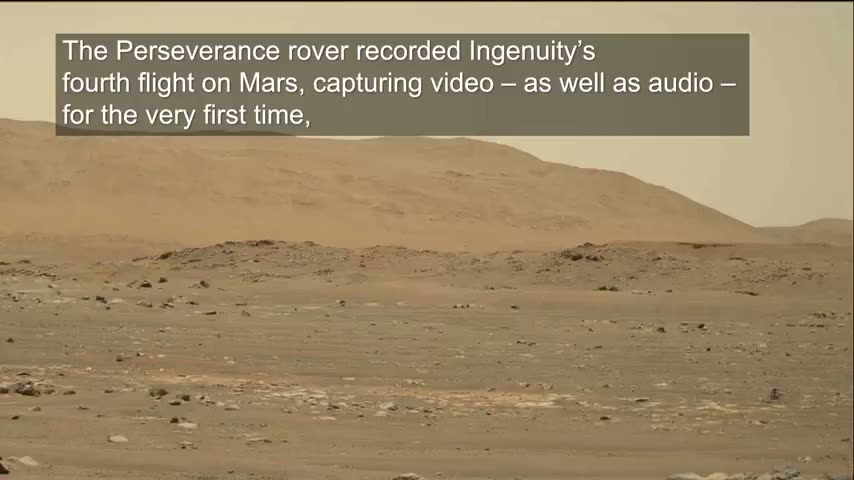 The Perseverance rover recorded Ingenuity’s
fourth flight on Mars, capturing video – as well as audio –
for the very first time,